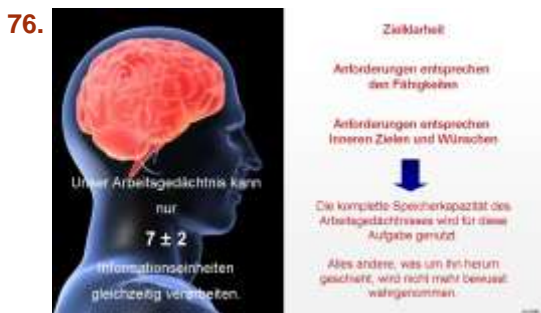 76.
Unser Arbeitsgedächtnis kann
nur
7 ± 2
Informationseinheiten
gleichzeitig verarbeiten.
Zielklarheit
Anforderungen entsprechen
den Fähigkeiten
Anforderungen entsprechen
Inneren Zielen und Wünschen
Die komplette Speicherkapazität des
Arbeitsgedächtnisses wird für diese
Aufgabe genutzt
Alles andere, was um ihn herum
geschieht, wird nicht mehr bewusst
wahrgenommen.